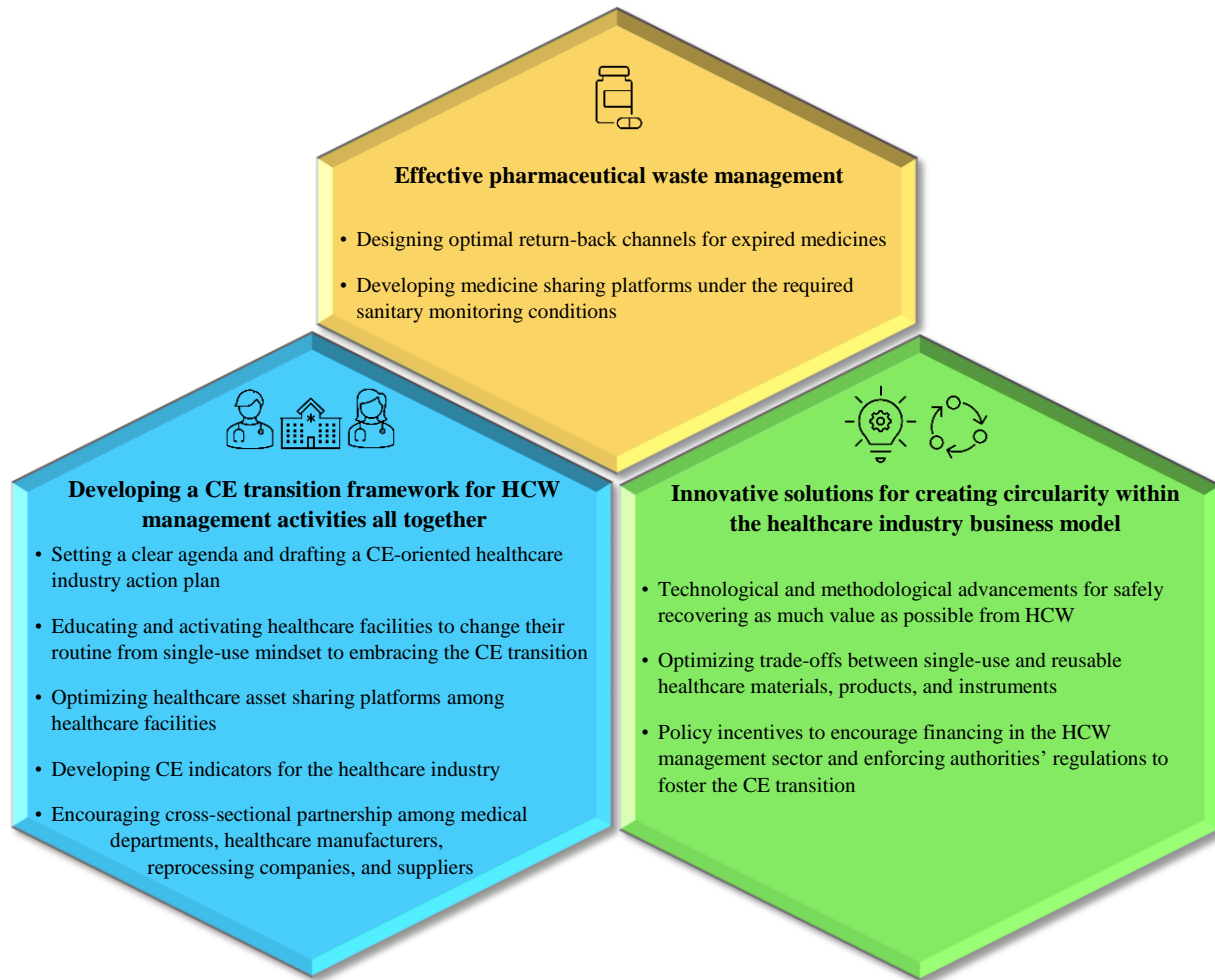 Effective pharmaceutical waste management
• Designing optimal return-back channels for expired medicines
• Developing medicine sharing platforms under the required
sanitary monitoring conditions
Developing a CE transition framework for HCW
management activities all together
• Setting a clear agenda and drafting a CE-oriented healthcare
industry action plan
• Educating and activating healthcare facilities to change their
routine from single-use mindset to embracing the CE transition
• Optimizing healthcare asset sharing platforms among
healthcare facilities
• Developing CE indicators for the healthcare industry
• Encouraging cross-sectional partnership among medical
departments, healthcare manufacturers,
reprocessing companies, and suppliers
Innovative solutions for creating circularity within
the healthcare industry business model
• Technological and methodological advancements for safely
recovering as much value as possible from HCW
• Optimizing trade-offs between single-use and reusable
healthcare materials, products, and instruments
• Policy incentives to encourage financing in the HCW
management sector and enforcing authorities’ regulations to
foster the CE transition